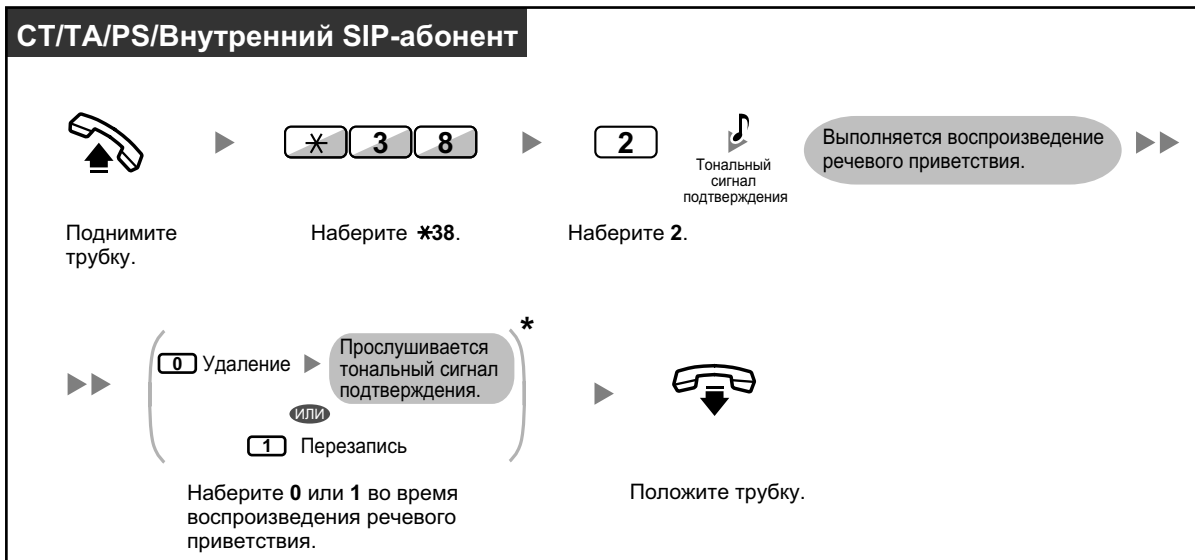 СТ/ТА/PS/Внутренний SIP-абонент
* 3 8
2
Тональный
сигнал
подтверждения
Выполняется воспроизведение
речевого приветствия.
Поднимите
трубку.
Наберите *38.
Наберите 2.
0 Удаление
Прослушивается
тональный сигнал
подтверждения.
*
ИЛИ
1 Перезапись
Наберите 0 или 1 во время
воспроизведения речевого
приветствия.
Положите трубку.